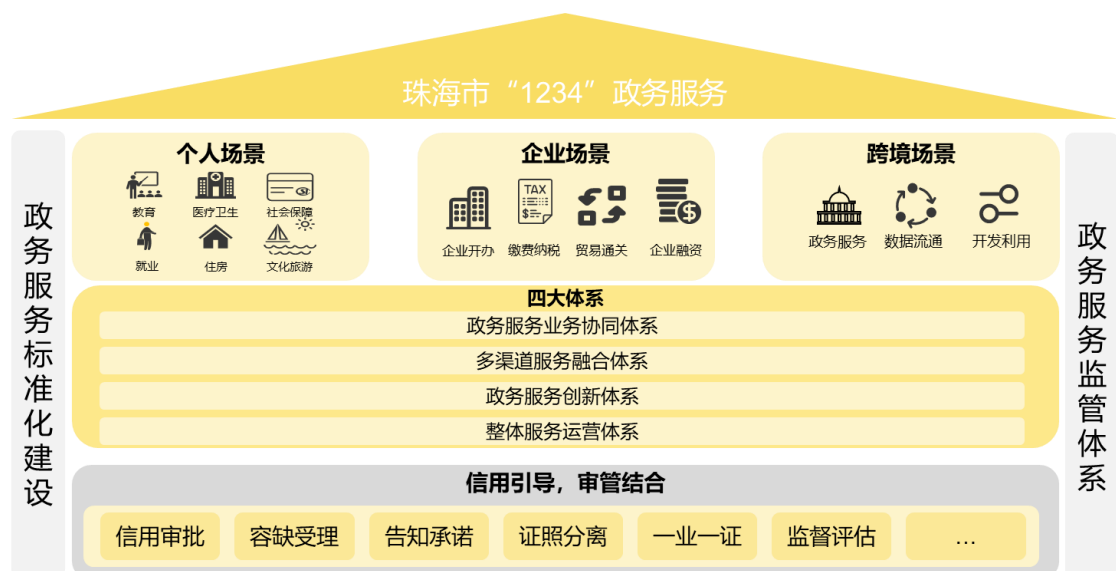 珠海市“1234”政务服务
政务服务标准化建设
个人场景
教育
医疗卫生
社会保障
就业
住房
文化旅游
企业场景
TAX
企业开办
缴费纳税
贸易通关
企业融资
跨境场景
政务服务
数据流通
开发利用
四大体系
政务服务业务协同体系
多渠道服务融合体系
政务服务创新体系
整体服务运营体系
信用引导，审管结合
信用审批
容缺受理
告知承诺
证照分离
一业一证
监督评估
…
政务服务监管体系